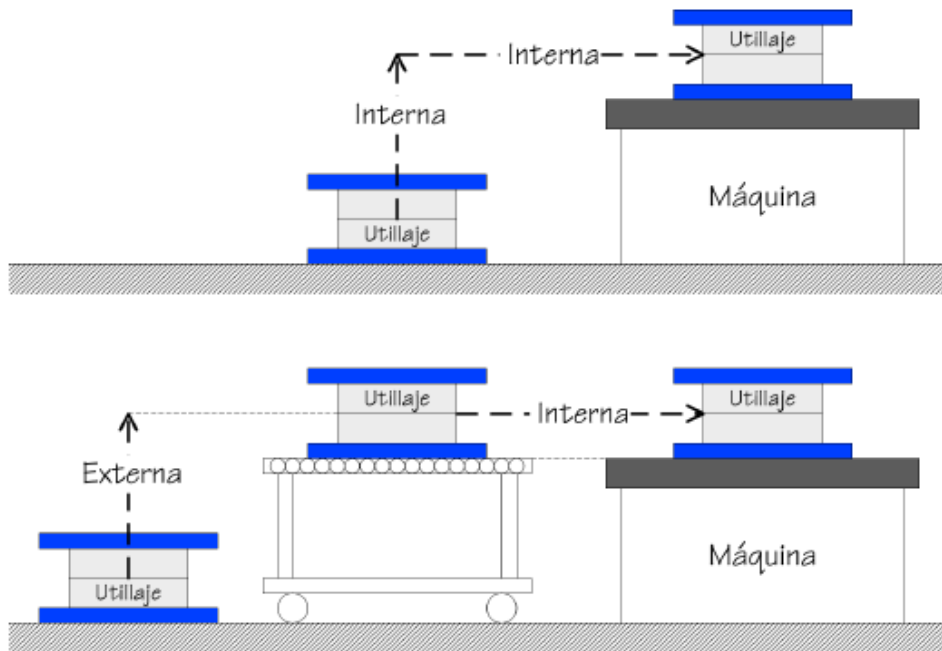 Utillaje
Interna
Interna
Utillaje
Máquina
Utillaje
Interna
Utillaje
Externa
Utillaje
Máquina